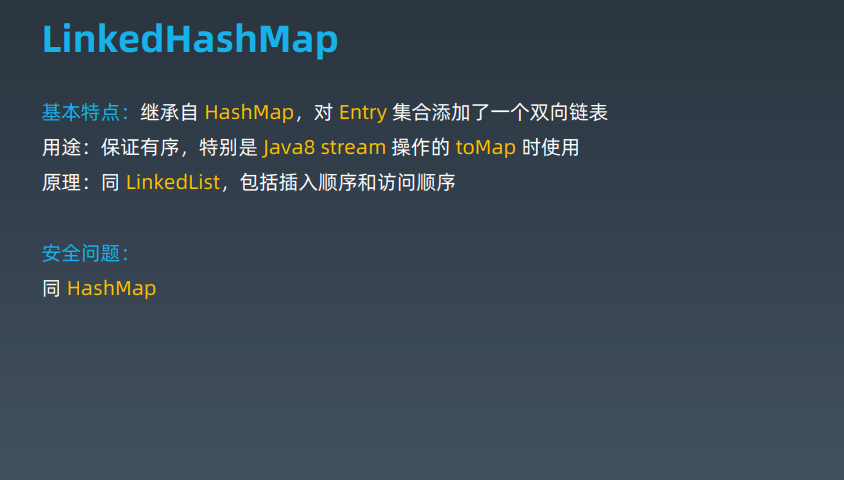 LinkedHashMap
基本特点：继承自 HashMap，对 Entry 集合添加了一个双向链表
用途：保证有序，特别是 Java8 stream 操作的 toMap 时使用
原理：同 LinkedList，包括插入顺序和访问顺序
安全问题：
同 HashMap